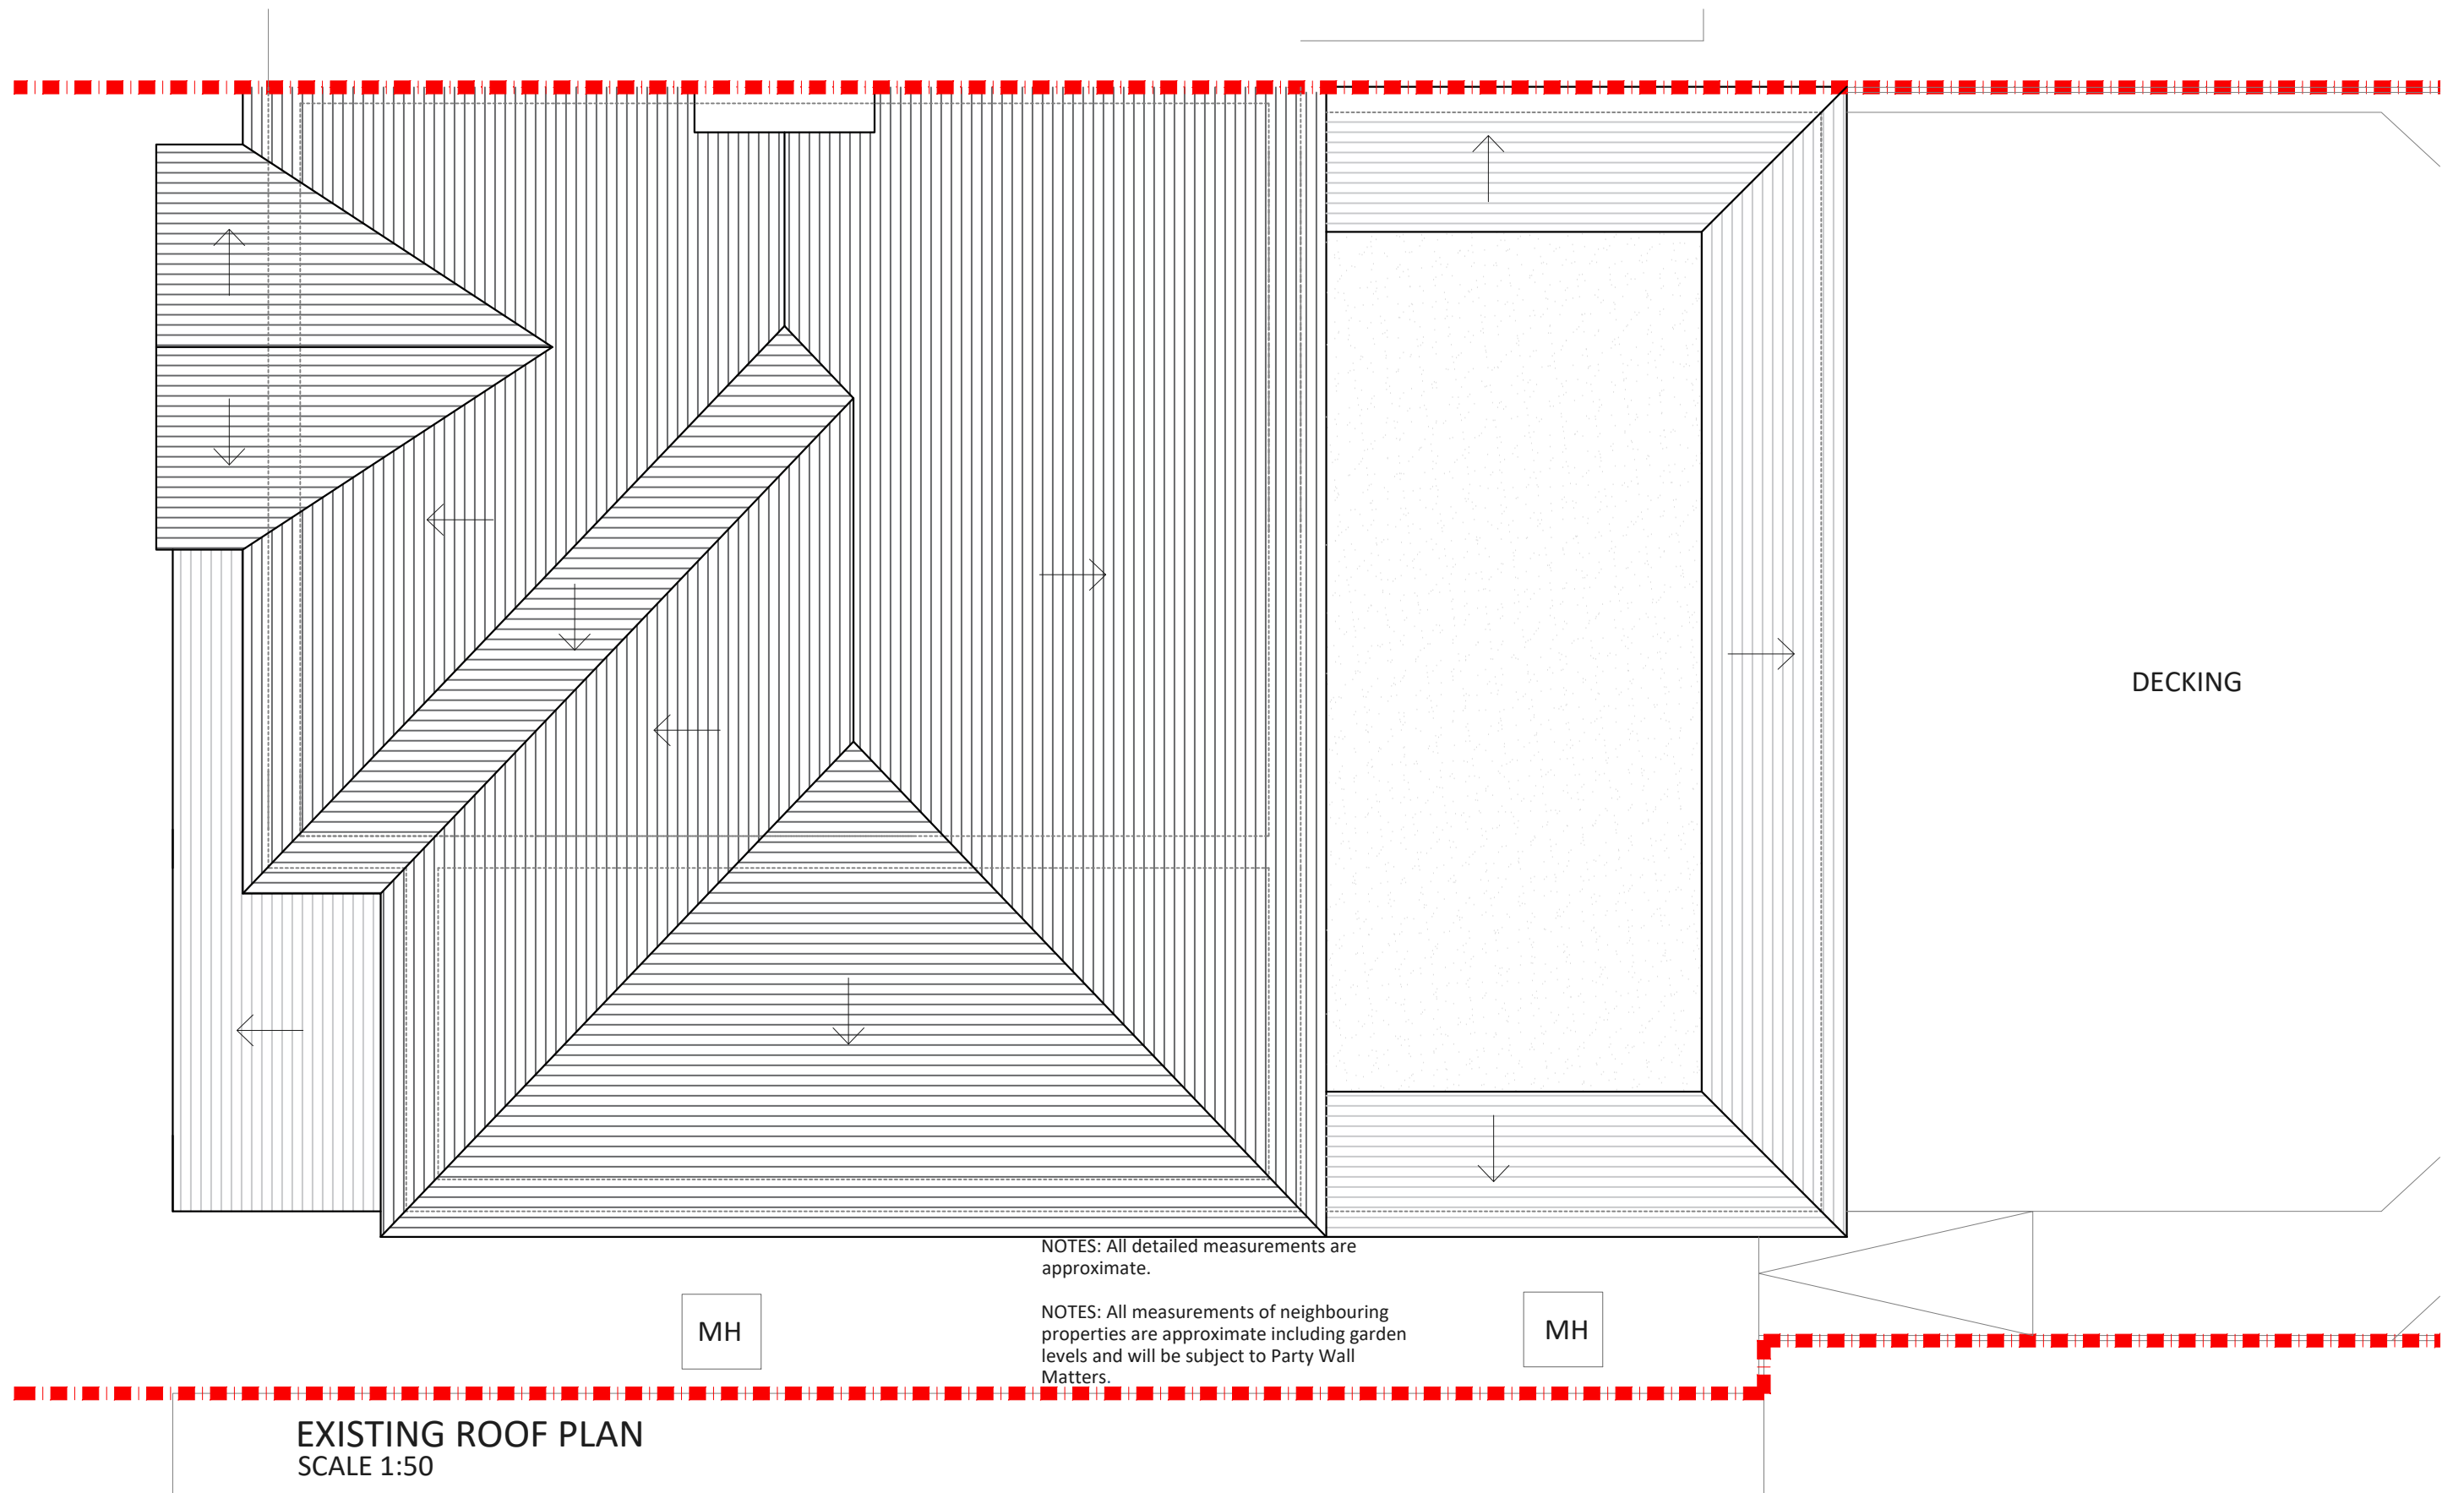 DECKING
NOTES: All detailed measurements are
approximate.
NOTES: All measurements of neighbouring
properties are approximate including garden
levels and will be subject to Party Wall
Matters.
MH
MH
EXISTING ROOF PLAN
SCALE 1:50